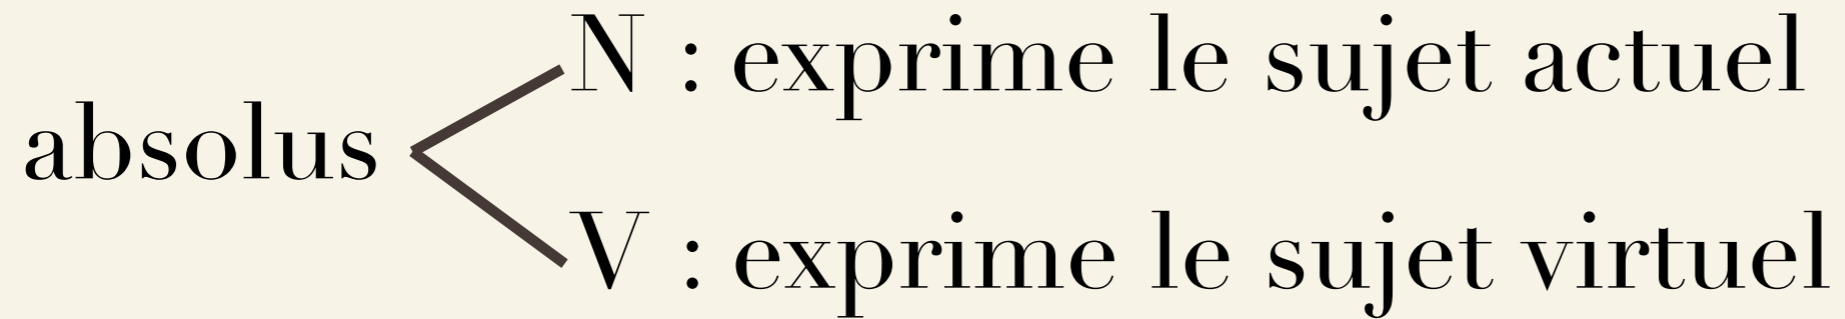 N : exprime le sujet actuel
absolus
V : exprime le sujet virtuel